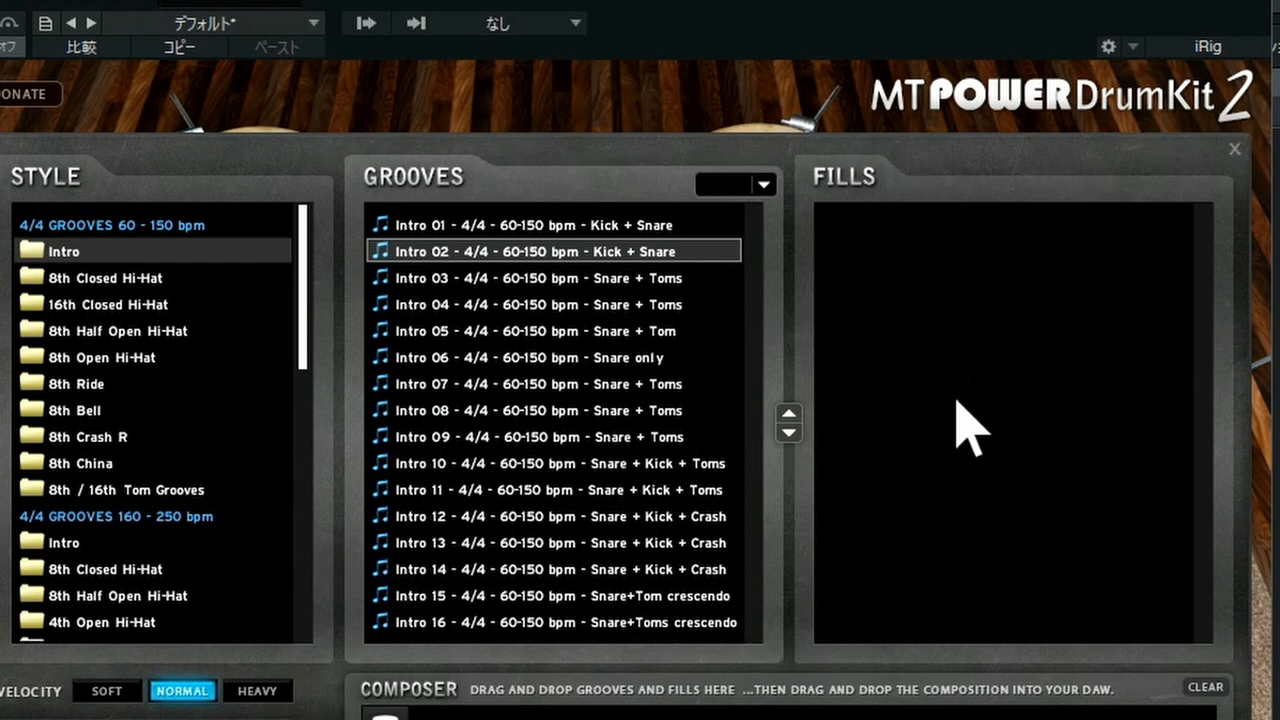 デフォルト*
なし
オフ
比較
コピー
ペースト
iRig
DONATE
MT POWER DrumKit 2
X
STYLE
4/4 GROOVES 60 - 150 bpm
Intro
8th Closed Hi-Hat
16th Closed Hi-Hat
8th Half Open Hi-Hat
8th Open Hi-Hat
8th Ride
8th Bell
8th Crash R
8th China
8th / 16th Tom Grooves
4/4 GROOVES 160 - 250 bpm
Intro
8th Closed Hi-Hat
8th Half Open Hi-Hat
4th Open Hi-Hat
GROOVES
Intro 01 - 4/4 - 60-150 bpm - Kick + Snare
Intro 02 - 4/4 - 60-150 bpm - Kick + Snare
Intro 03 - 4/4 - 60-150 bpm - Snare + Toms
Intro 04 - 4/4 - 60-150 bpm - Snare + Toms
Intro 05 - 4/4 - 60-150 bpm - Snare + Tom
Intro 06 - 4/4 - 60-150 bpm - Snare only
Intro 07 - 4/4 - 60-150 bpm - Snare + Toms
Intro 08 - 4/4 - 60-150 bpm - Snare + Toms
Intro 09 - 4/4 - 60-150 bpm - Snare + Toms
Intro 10 - 4/4 - 60-150 bpm - Snare + Kick + Toms
Intro 11 - 4/4 - 60-150 bpm - Snare + Kick + Toms
Intro 12 - 4/4 - 60-150 bpm - Snare + Kick + Crash
Intro 13 - 4/4 - 60-150 bpm - Snare + Kick + Crash
Intro 14 - 4/4 - 60-150 bpm - Snare + Kick + Crash
Intro 15 - 4/4 - 60-150 bpm - Snare+Tom crescendo
Intro 16 - 4/4 - 60-150 bpm - Snare+Toms crescendo
FILLS
VELOCITY
SOFT
NORMAL
HEAVY
COMPOSER
DRAG AND DROP GROOVES AND FILLS HERE ...THEN DRAG AND DROP THE COMPOSITION INTO YOUR DAW.
CLEAR